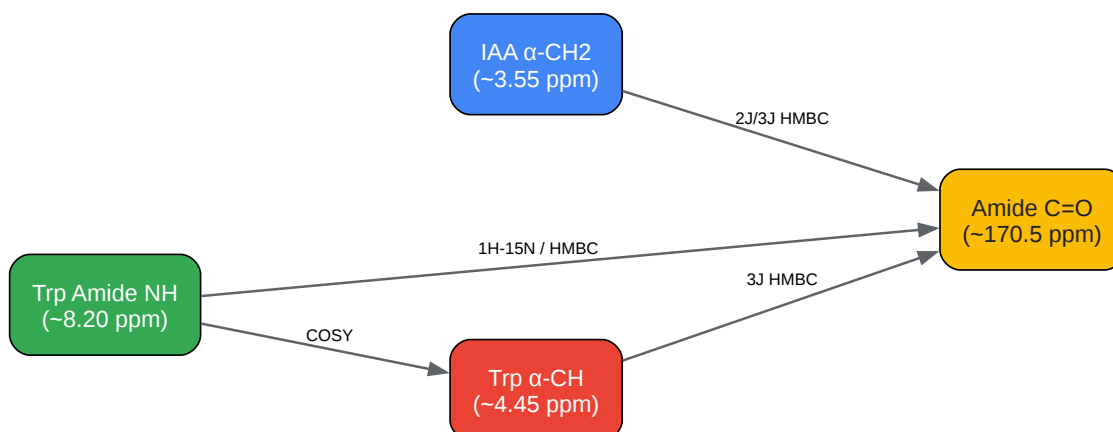 IAA α-CH2
(~3.55 ppm)
2J/3J HMBC
Amide C=O
(~170.5 ppm)
1H-15N / HMBC
Trp Amide NH
(~8.20 ppm)
3J HMBC
COSY
Trp α-CH
(~4.45 ppm)